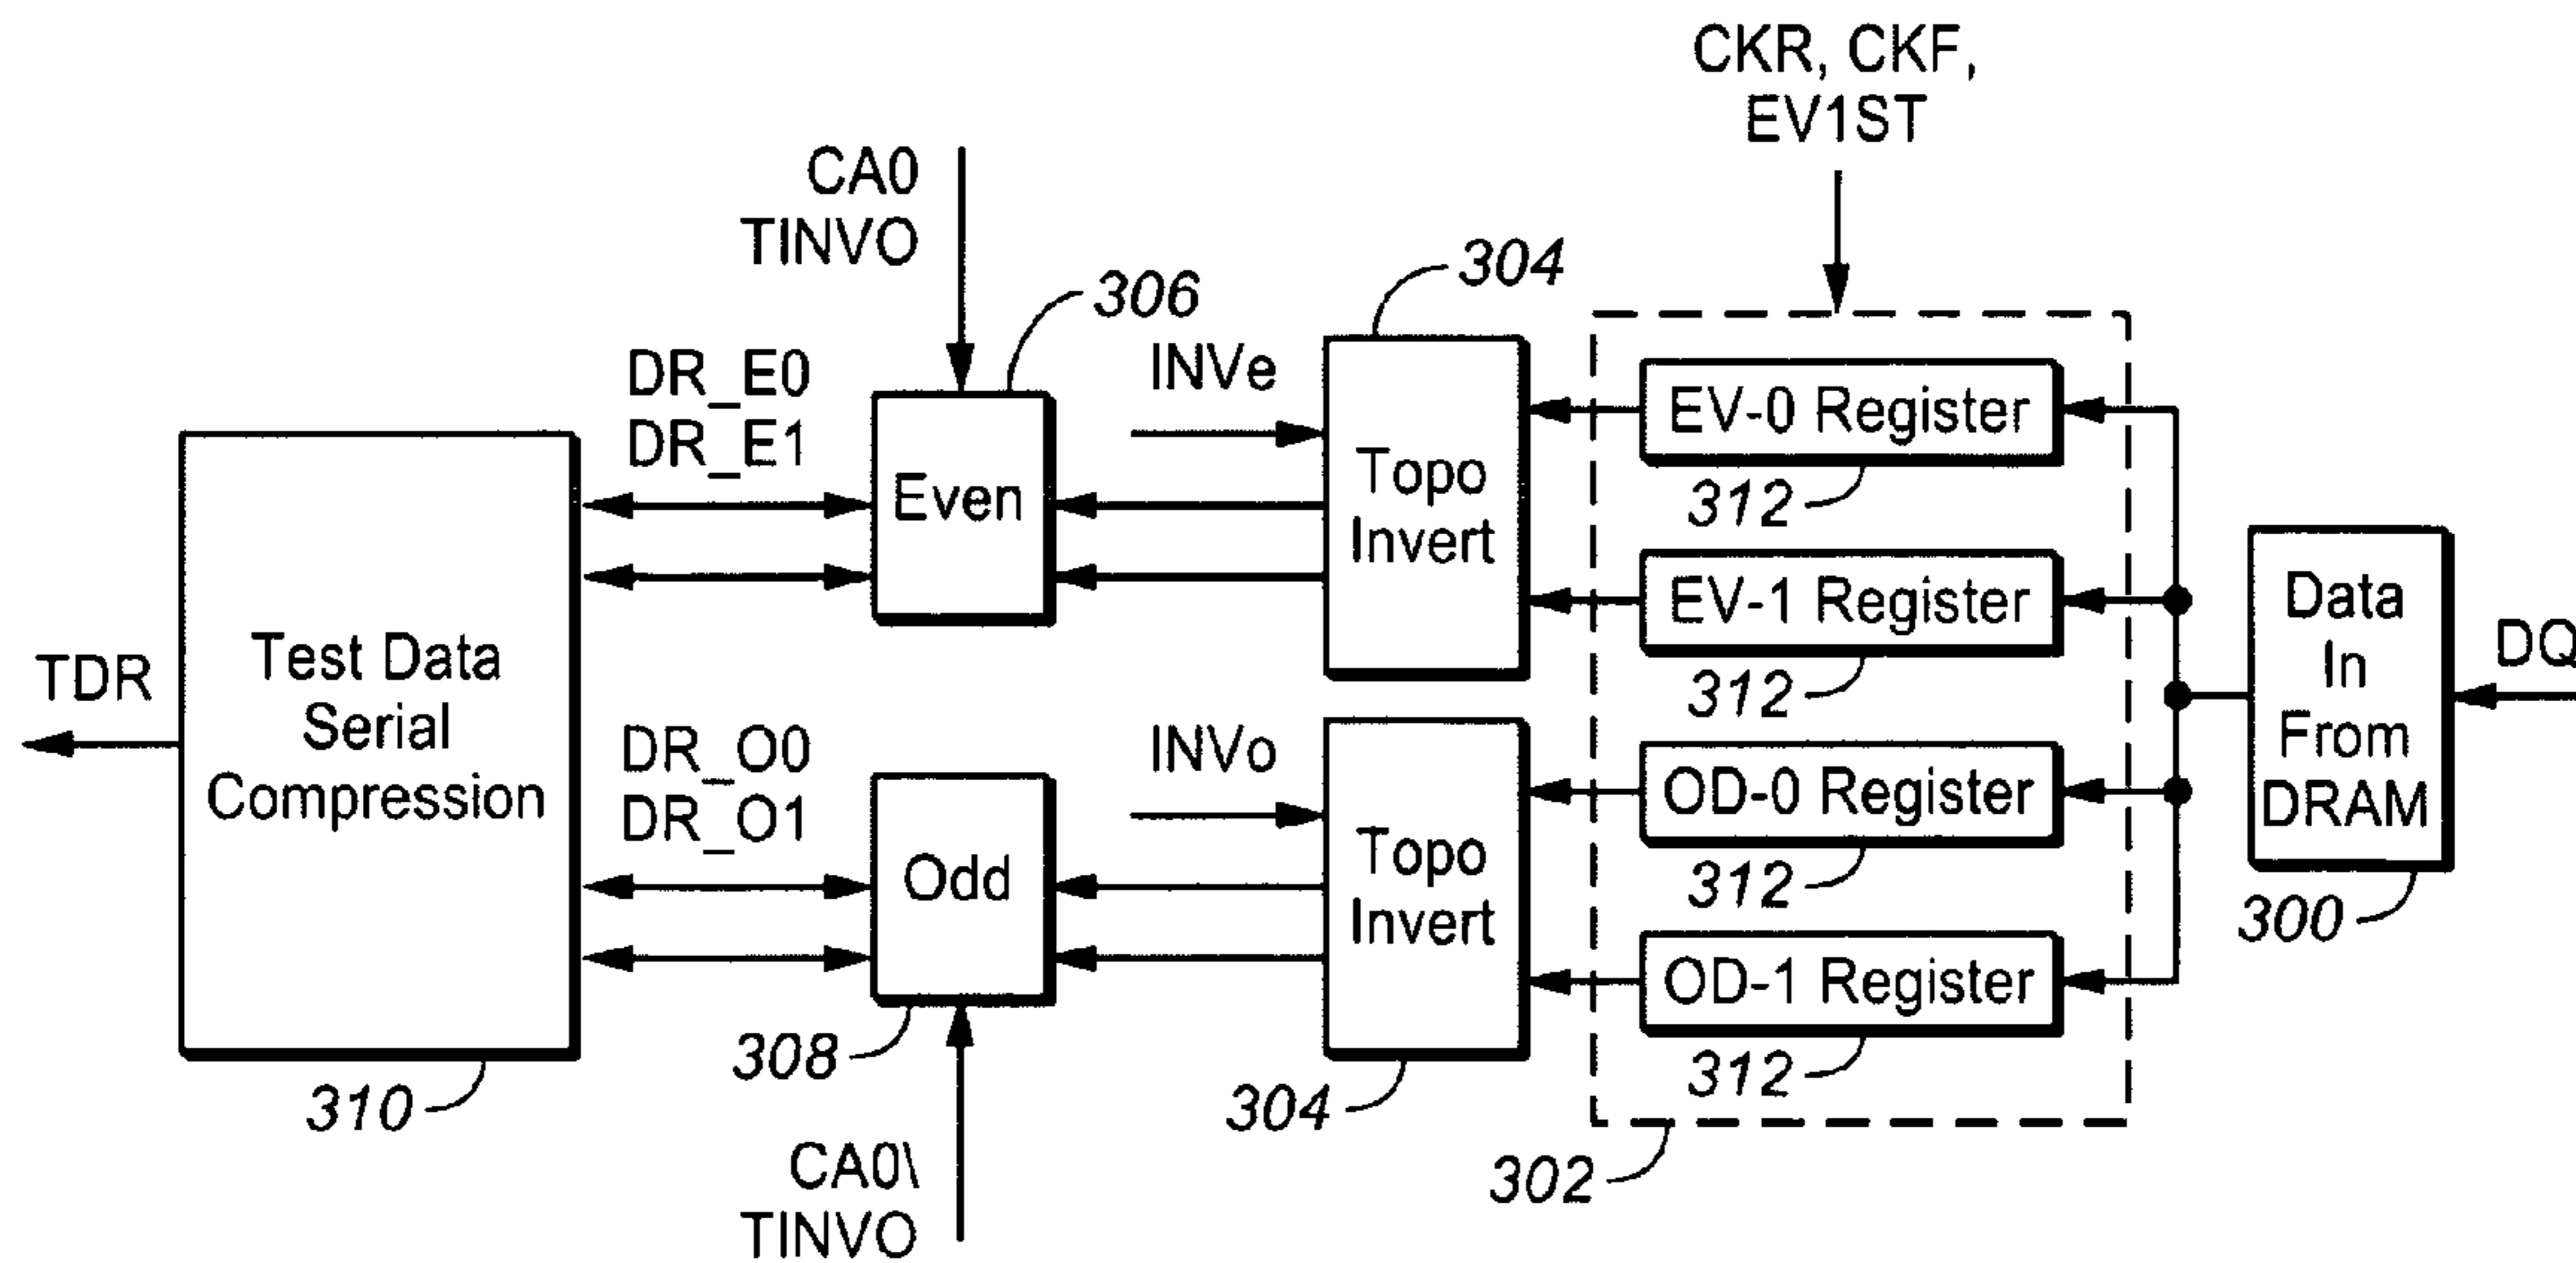 CKR, CKF,
EV1ST
CA0
TINVO
306
304
INVe
DR_E0
DR_E1
Even
Topo
Invert
EV-0 Register
312
EV-1 Register
312
Data
In
From
DRAM
300
DQ
TDR
Test Data
Serial
Compression
310
DR_O0
DR_O1
Odd
308
INVo
Topo
Invert
304
OD-0 Register
312
OD-1 Register
312
302
CA0\
TINVO